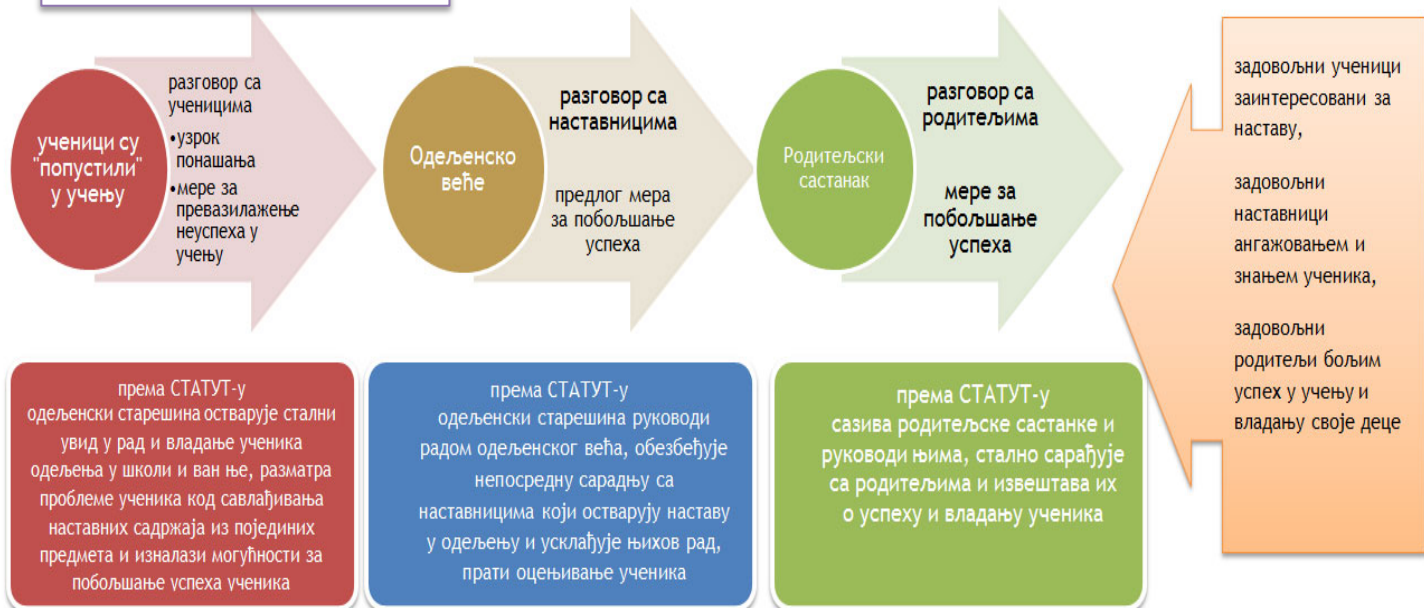 ученици су
"попустили"
у учењу
разговор са
ученицима
•узрок
понашања
•мере за
превазилажење
неуспеха у
учењу
Одељенско
веће
разговор са
наставницима
предлог мера
за побољшање
успеха
Родитељски
састанак
разговор са
родитељима
мере за
побољшање
успеха
задовољни ученици
заинтересовани за
наставу,
задовољни
наставници
ангажовањем и
знањем ученика,
задовољни
родитељи бољим
успех у учењу и
владању своје деце
према СТАТУТ-у
одељенски старешина остварује стални
увид у рад и владање ученика
одељења у школи и ван ње, разматра
проблеме ученика код савлађивања
наставних садржаја из појединих
предмета и изналази могућности за
побољшање успеха ученика
према СТАТУТ-у
одељенски старешина руководи
радом одељенског већа, обезбеђује
непосредну сарадњу са
наставницима који остварују наставу
у одељењу и усклађује њихов рад,
прати оцењивање ученика
према СТАТУТ-у
сазива родитељске састанке и
руководи њима, стално сарађује
са родитељима и извештава их
о успеху и владању ученика